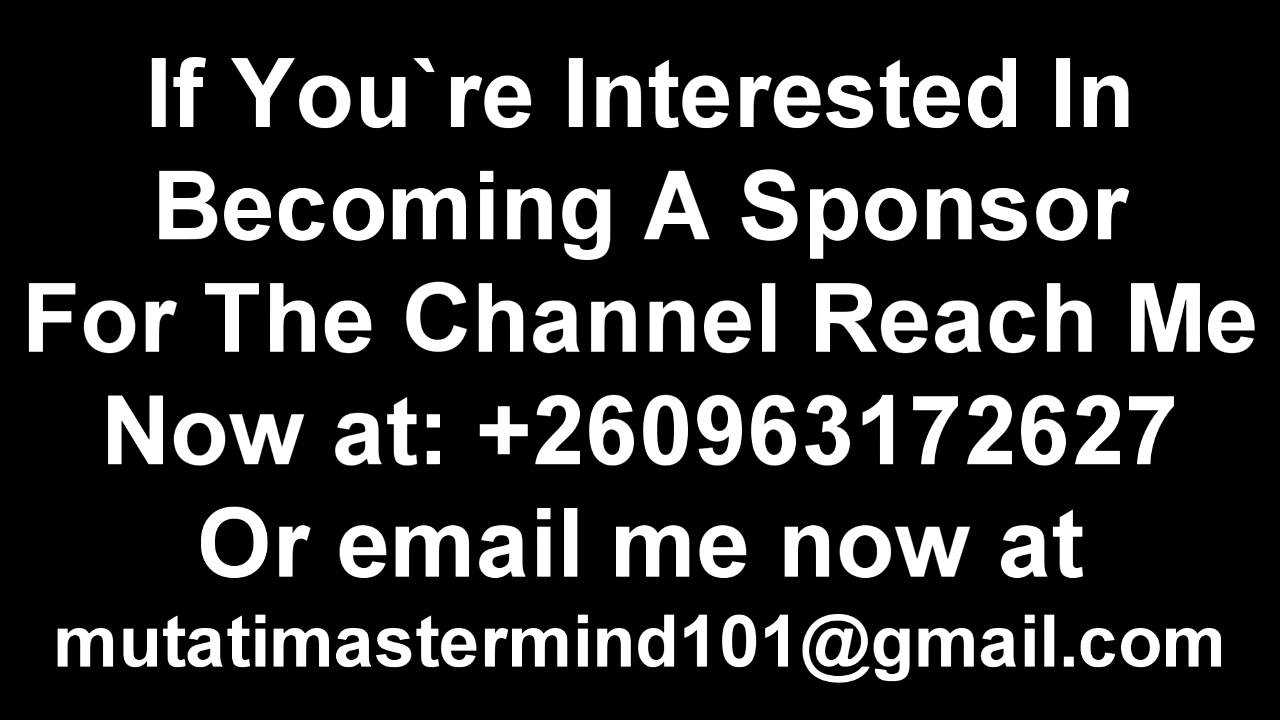 If You`re Interested In
Becoming A Sponsor
For The Channel Reach Me
Now at: +260963172627
Or email me now at
mutatimastermind101@gmail.com